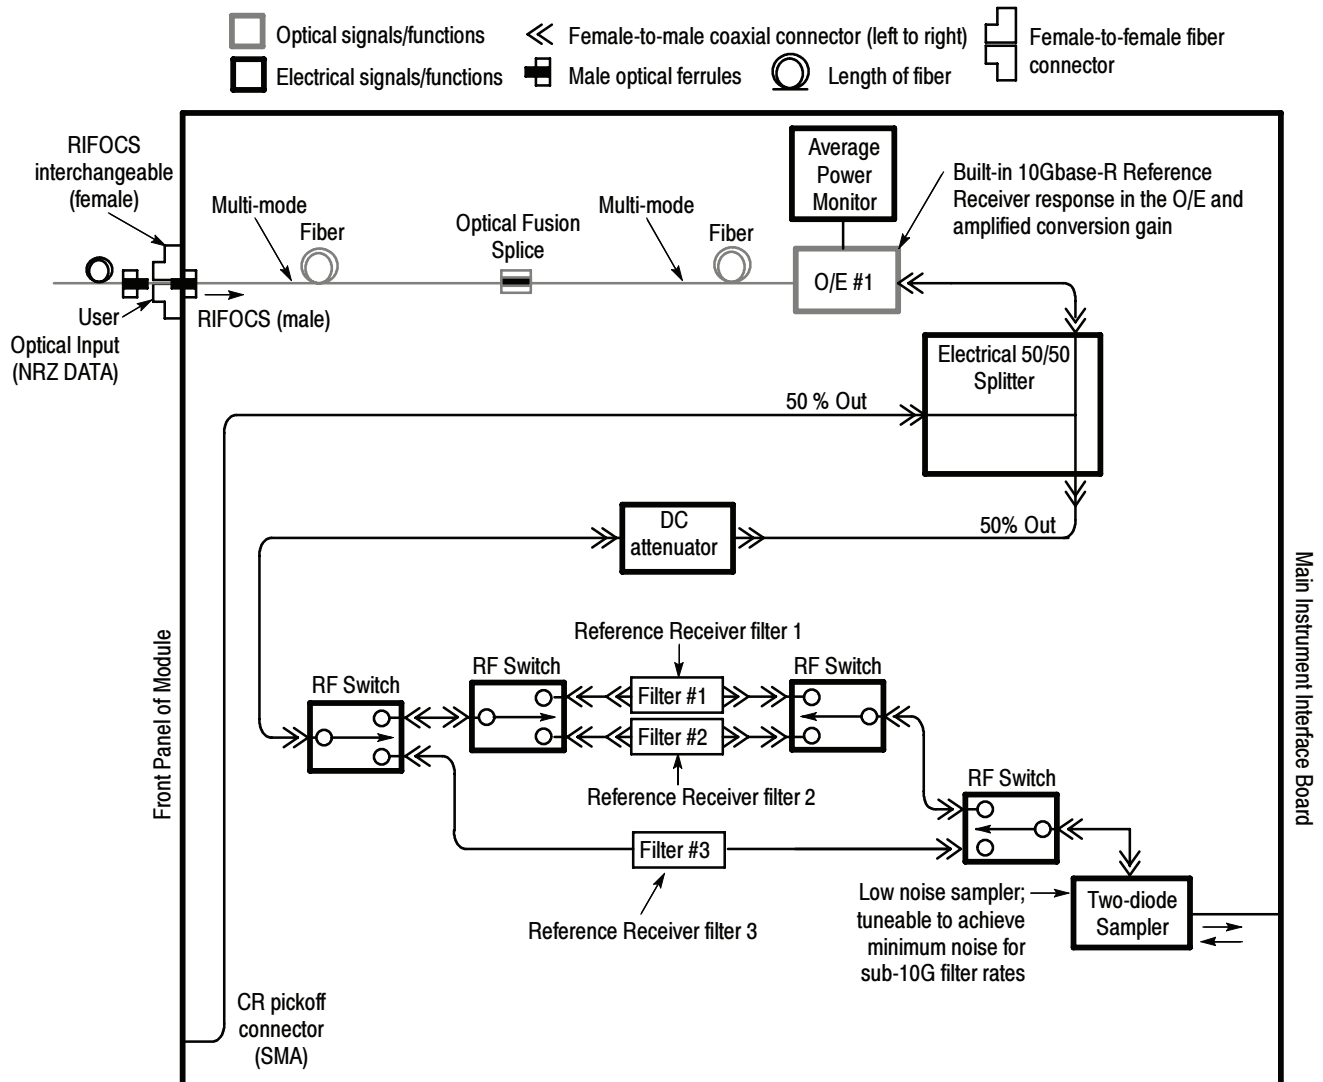 Optical signals/functions
Electrical signals/functions
Female-to-male coaxial connector (left to right)
Male optical ferrules
Length of fiber
Female-to-female fiber
connector
RIFOCS
interchangeable
(female)
Multi-mode
Fiber
Optical Fusion
Splice
Multi-mode
Fiber
Average
Power
Monitor
Built-in 10Gbase-R Reference
Receiver response in the O/E and
amplified conversion gain
O/E #1
User
Optical Input
(NRZ DATA)
RIFOCS (male)
Electrical 50/50
Splitter
50 % Out
50% Out
DC
attenuator
Front Panel of Module
Main Instrument Interface Board
Reference Receiver filter 1
RF Switch
RF Switch
RF Switch
Filter #1
Filter #2
Reference Receiver filter 2
RF Switch
Filter #3
Reference Receiver filter 3
Low noise sampler;
tuneable to achieve
minimum noise for
sub-10G filter rates
Two-diode
Sampler
CR pickoff
connector
(SMA)